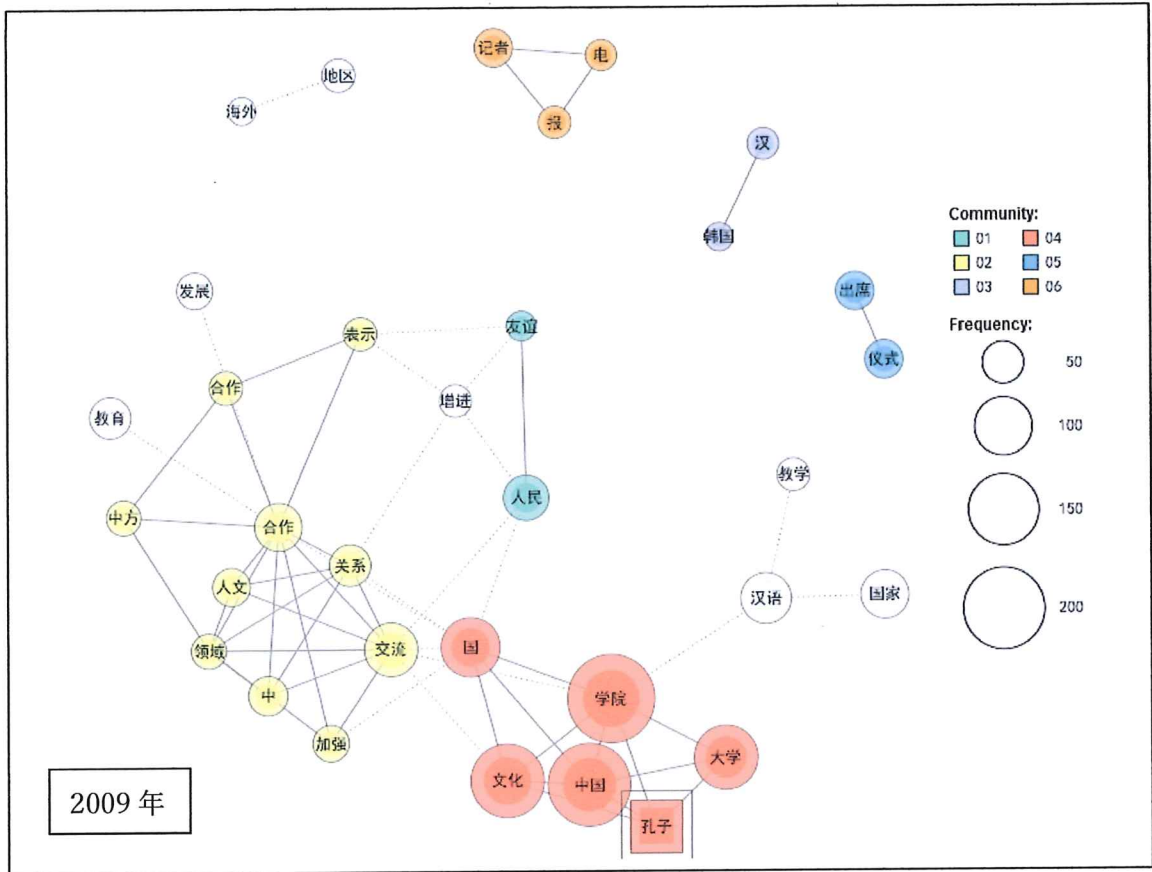 记者
电
地区
海外
报
汉
韩国
Community:
01 04
02 05
03 06
出席
发展
友谊
表示
Frequency:
仪式
50
合作
增进
教育
100
教学
人民
中方
合作
150
关系
人文
国家
汉语
200
领域
交流
国
中
学院
加强
大学
文化
中国
2009 年
孔子